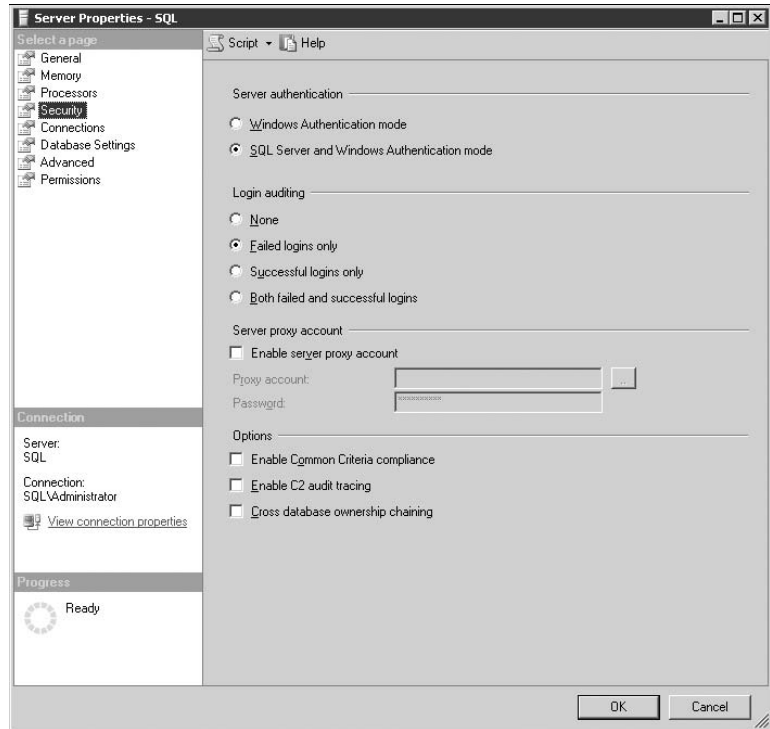 Server Properties - SQL
Select a page
General
Memory
Processors
Security
Connections
Database Settings
Advanced
Permissions
Script
Help
Server authentication
Windows Authentication mode
SQL Server and Windows Authentication mode
Login auditing
None
Failed logins only
Successful logins only
Both failed and successful logins
Server proxy account
Enable server proxy account
Proxy account:
...
Password:
**********
Options
Enable Common Criteria compliance
Enable C2 audit tracing
Cross database ownership chaining
Connection
Server:
SQL
Connection:
SQL\Administrator
View connection properties
Progress
Ready
OK
Cancel